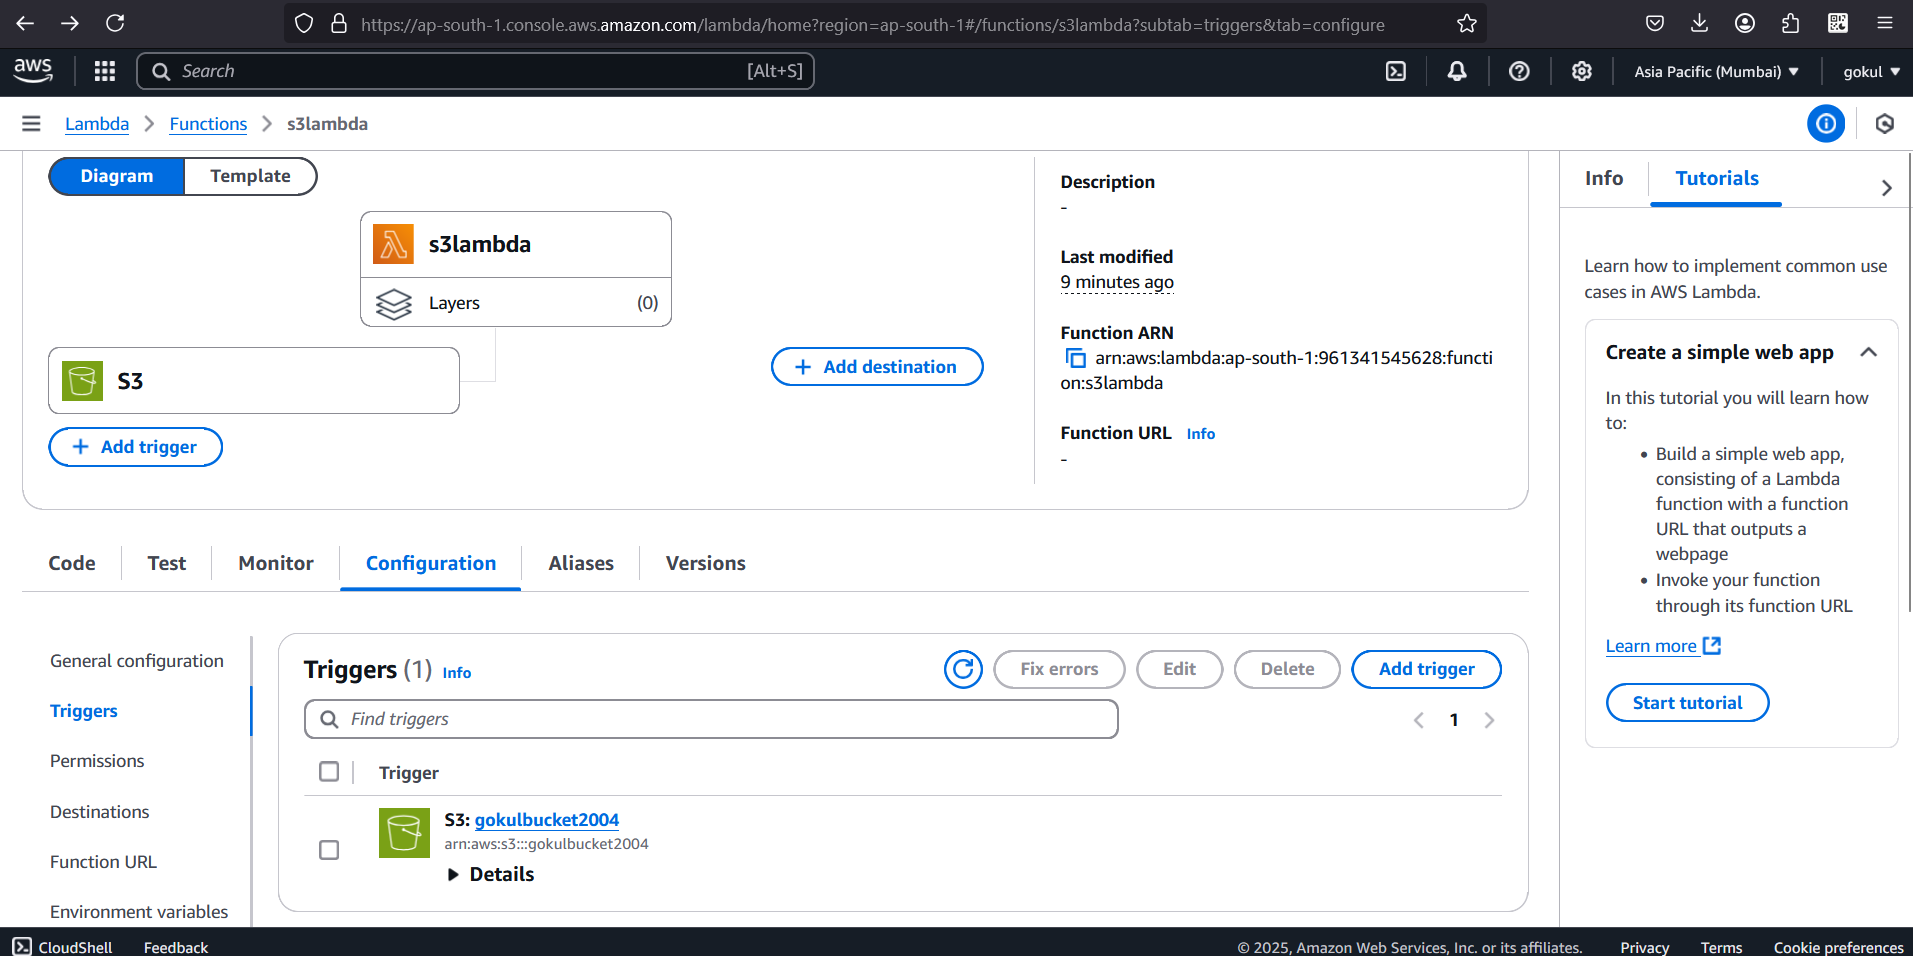 https://ap-south-1.console.aws.amazon.com/lambda/home?region=ap-south-1#/functions/s3lambda?subtab=triggers&tab=configure
aws
Search [Alt+S]
Asia Pacific (Mumbai)
gokul
Lambda
Functions
s3lambda
Diagram
Template
s3lambda
Layers (0)
S3
+ Add trigger
+ Add destination
Description
-
Last modified
9 minutes ago
Function ARN
arn:aws:lambda:ap-south-1:961341545628:functi
on:s3lambda
Function URL Info
-
Code
Test
Monitor
Configuration
Aliases
Versions
General configuration
Triggers
Permissions
Destinations
Function URL
Environment variables
Triggers (1) Info
Fix errors
Edit
Delete
Add trigger
Find triggers
1
Trigger
S3: gokulbucket2004
arn:aws:s3:::gokulbucket2004
Details
Info
Tutorials
Learn how to implement common use
cases in AWS Lambda.
Create a simple web app
In this tutorial you will learn how
to:
• Build a simple web app,
consisting of a Lambda
function with a function
URL that outputs a
webpage
• Invoke your function
through its function URL
Learn more
Start tutorial
CloudShell
Feedback
© 2025, Amazon Web Services, Inc. or its affiliates.
Privacy
Terms
Cookie preferences